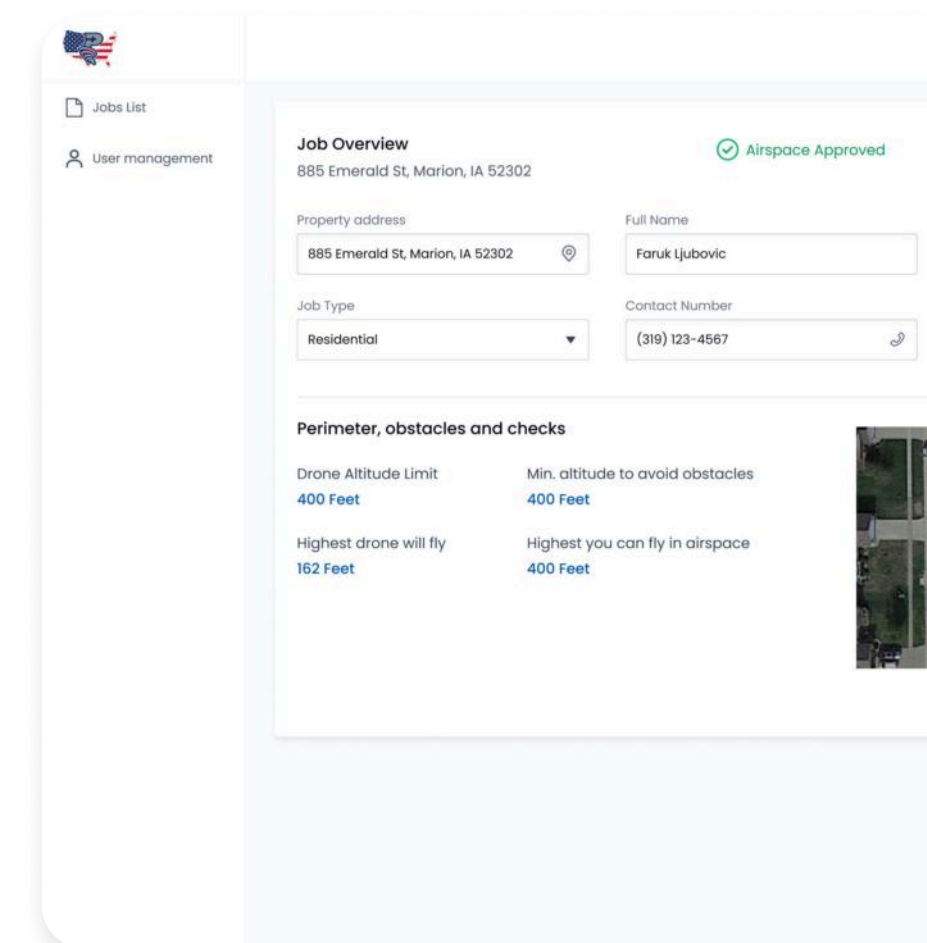 Jobs List
User management
Job Overview
Airspace Approved
885 Emerald St, Marion, IA 52302
Property address
Full Name
885 Emerald St, Marion, IA 52302
Faruk Ljubovic
Job Type
Contact Number
Residential
(319) 123-4567
Perimeter, obstacles and checks
Drone Altitude Limit
Min. altitude to avoid obstacles
400 Feet
400 Feet
Highest drone will fly
Highest you can fly in airspace
162 Feet
400 Feet